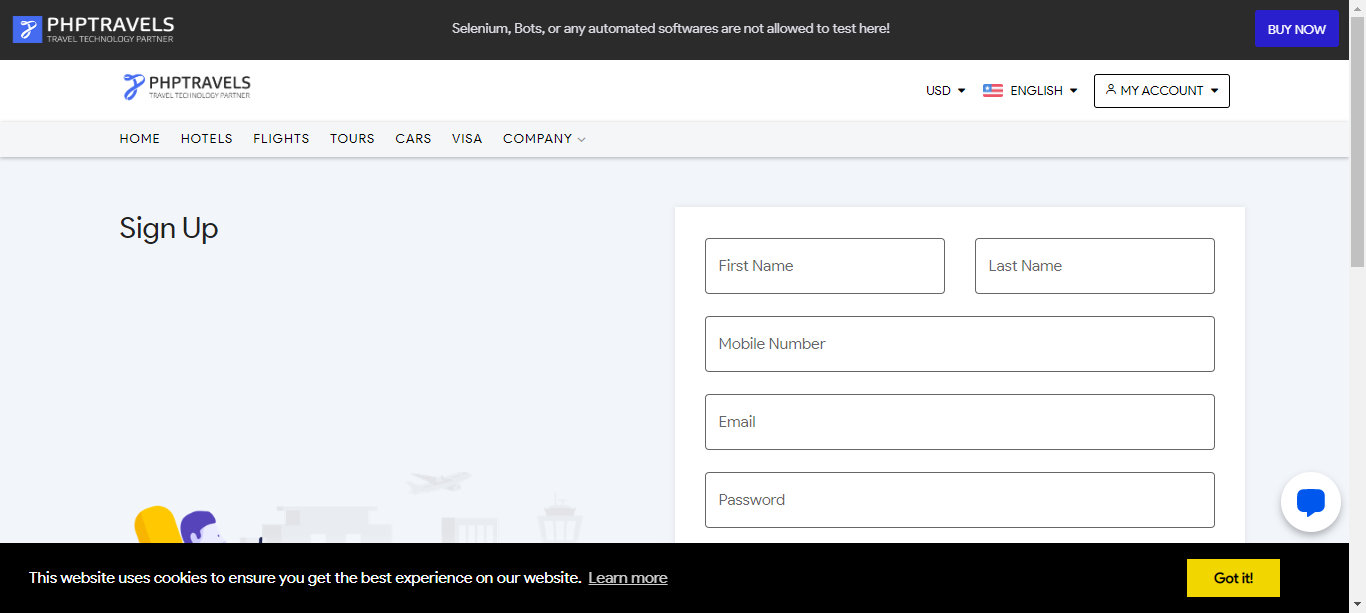 PHPTRAVELS
TRAVEL TECHNOLOGY PARTNER
Selenium, Bots, or any automated softwares are not allowed to test here!
BUY NOW
PHPTRAVELS
TRAVEL TECHNOLOGY PARTNER
USD
ENGLISH
MY ACCOUNT
HOME HOTELS FLIGHTS TOURS CARS VISA COMPANY
Sign Up
First Name
Last Name
Mobile Number
Email
Password
This website uses cookies to ensure you get the best experience on our website. Learn more
Got it!